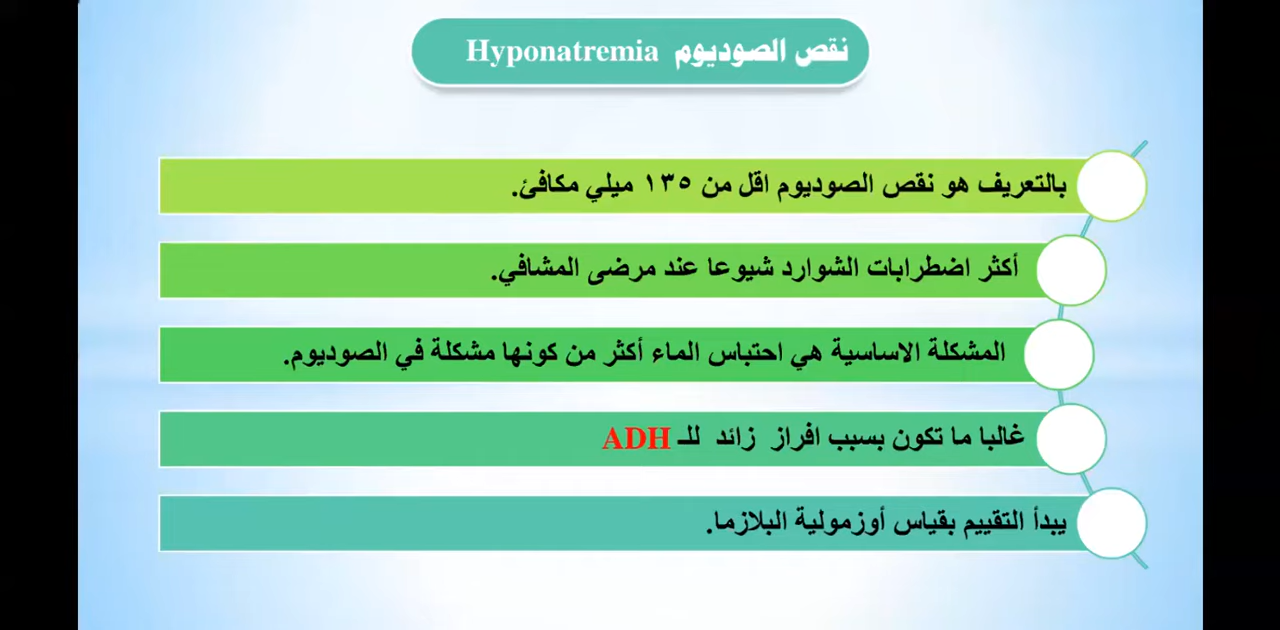 نقص الصوديوم Hyponatremia
بالتعريف هو نقص الصوديوم اقل من ١٣٥ ميلي مكافئ.
أكثر اضطرابات الشوارد شيوعا عند مرضى المشافي.
المشكلة الاساسية هي احتباس الماء أكثر من كونها مشكلة في الصوديوم.
غالبا ما تكون بسبب افراز زائد للـ ADH
يبدأ التقييم بقياس أوزمولية البلازما.